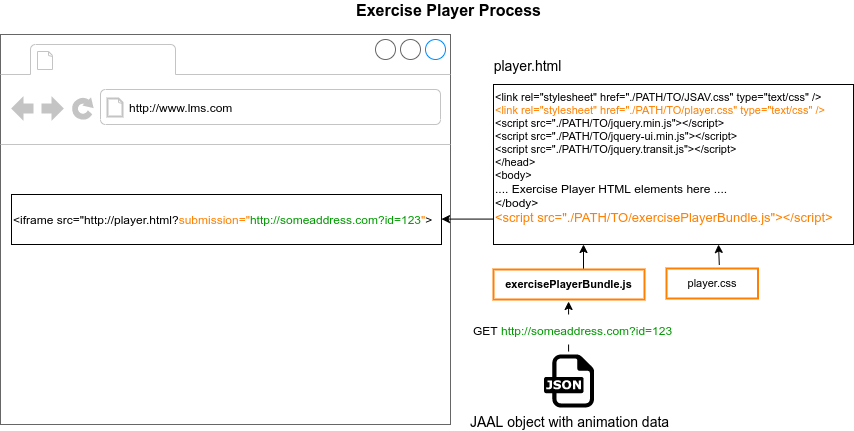 Exercise Player Process
http://www.lms.com
<iframe src="http://player.html?submission="http://someaddress.com?id=123">
player.html
<link rel="stylesheet" href="./PATH/TO/JSAV.css" type="text/css" />
<link rel="stylesheet" href="./PATH/TO/player.css" type="text/css" />
<script src="./PATH/TO/jquery.min.js"></script>
<script src="./PATH/TO/jquery-ui.min.js"></script>
<script src="./PATH/TO/jquery.transit.js"></script>
</head>
<body>
.... Exercise Player HTML elements here ....
</body>
<script src="./PATH/TO/exercisePlayerBundle.js"></script>
exercisePlayerBundle.js
player.css
GET http://someaddress.com?id=123
JSON
JAAL object with animation data